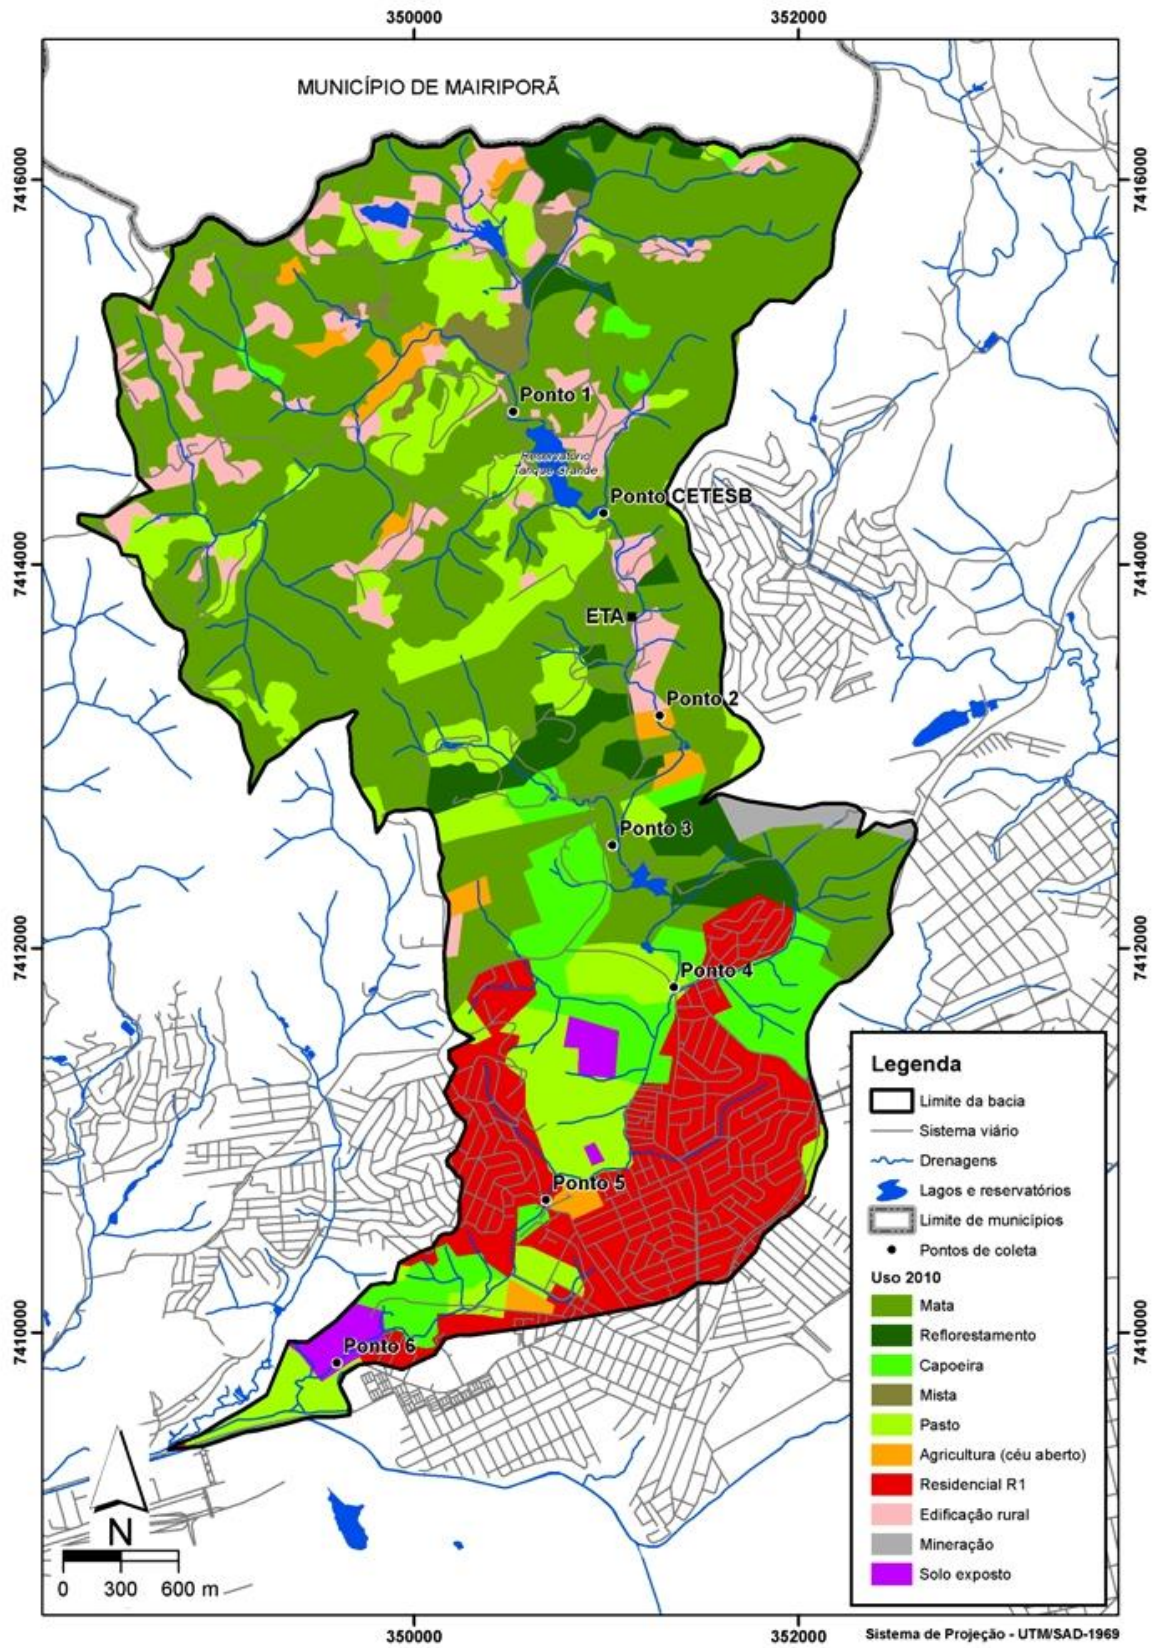 350000
352000
MUNICÍPIO DE MAIRIPORÃ
7416000
7416000
Ponto 1
Reservatório
Tanque Grande
Ponto CETESB
7414000
7414000
ETA
Ponto 2
Ponto 3
7412000
7412000
Ponto 4
Legenda
Limite da bacia
Sistema viário
Drenagens
Lagos e reservatórios
Limite de municípios
Pontos de coleta
Uso 2010
Mata
Reflorestamento
Capoeira
Mista
Pasto
Agricultura (céu aberto)
Residencial R1
Edificação rural
Mineração
Solo exposto
Ponto 5
7410000
7410000
Ponto 6
N
0 300 600 m
350000
352000
Sistema de Projeção - UTM/SAD-1969